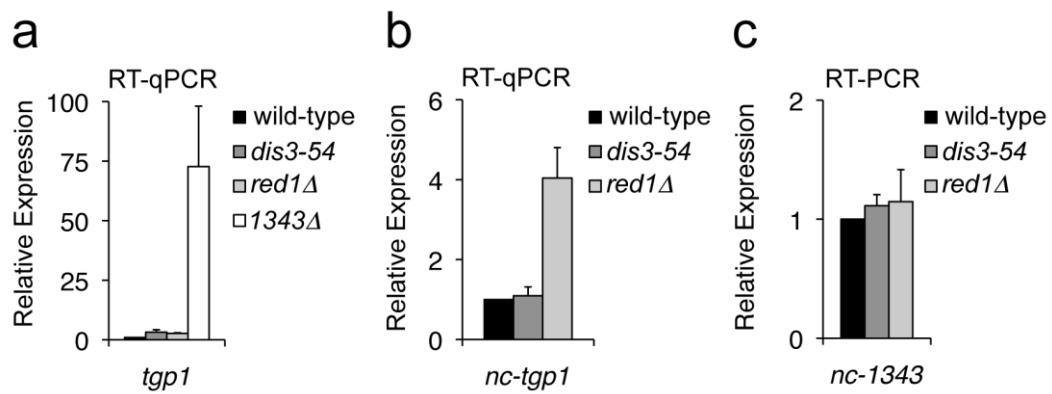 a
RT-qPCR
Relative Expression
100
75
50
25
0
wild-type
dis3-54
red1Δ
1343Δ
tgp1
b
RT-qPCR
Relative Expression
6
4
2
0
wild-type
dis3-54
red1Δ
nc-tgp1
c
RT-PCR
Relative Expression
2
1
0
wild-type
dis3-54
red1Δ
nc-1343